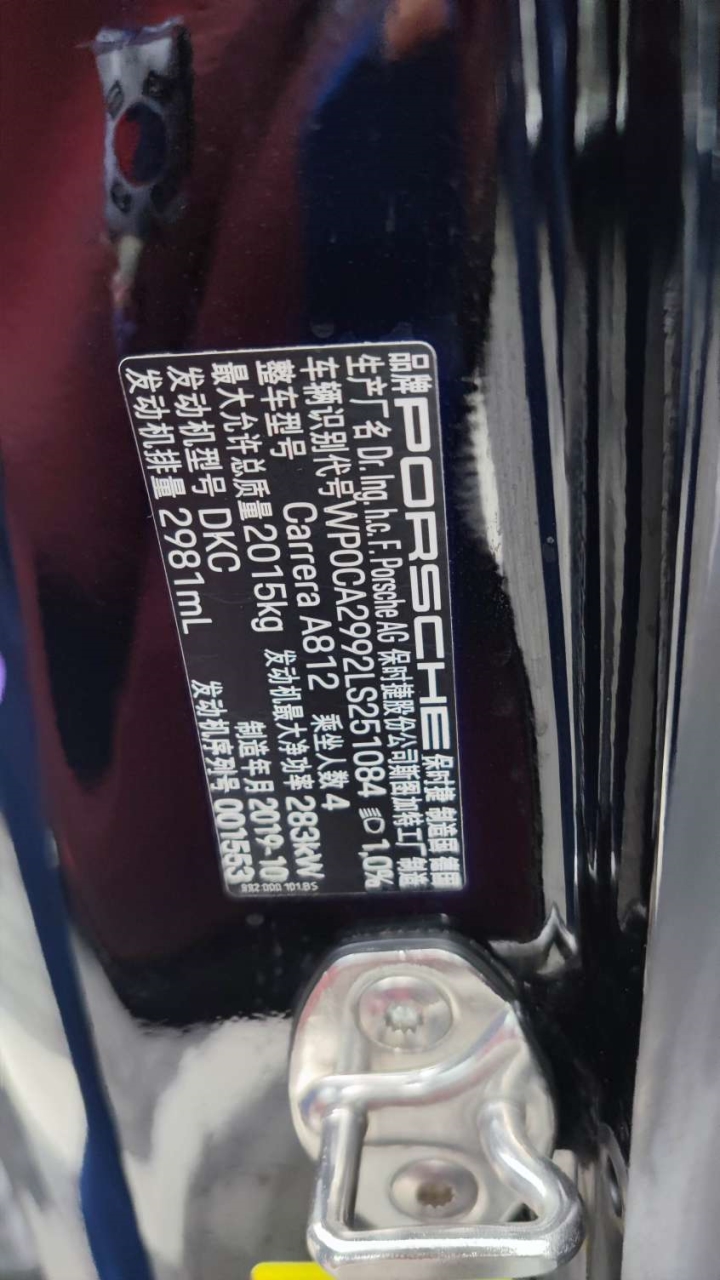 品牌 PORSCHE 保时捷 制造国 德国
生产厂名 Dr. Ing. h.c. F. Porsche AG 保时捷股份公司斯图加特工厂 制造
车辆识别代号 WP0CA2992LS251084 1,0%
整车型号 Carrera A812 乘坐人数 4
最大允许总质量 2015kg 发动机最大净功率 283kW
发动机型号 DKC 制造年月 2019-10
发动机排量 2981mL 发动机序列号 001553
992 000 101.BS